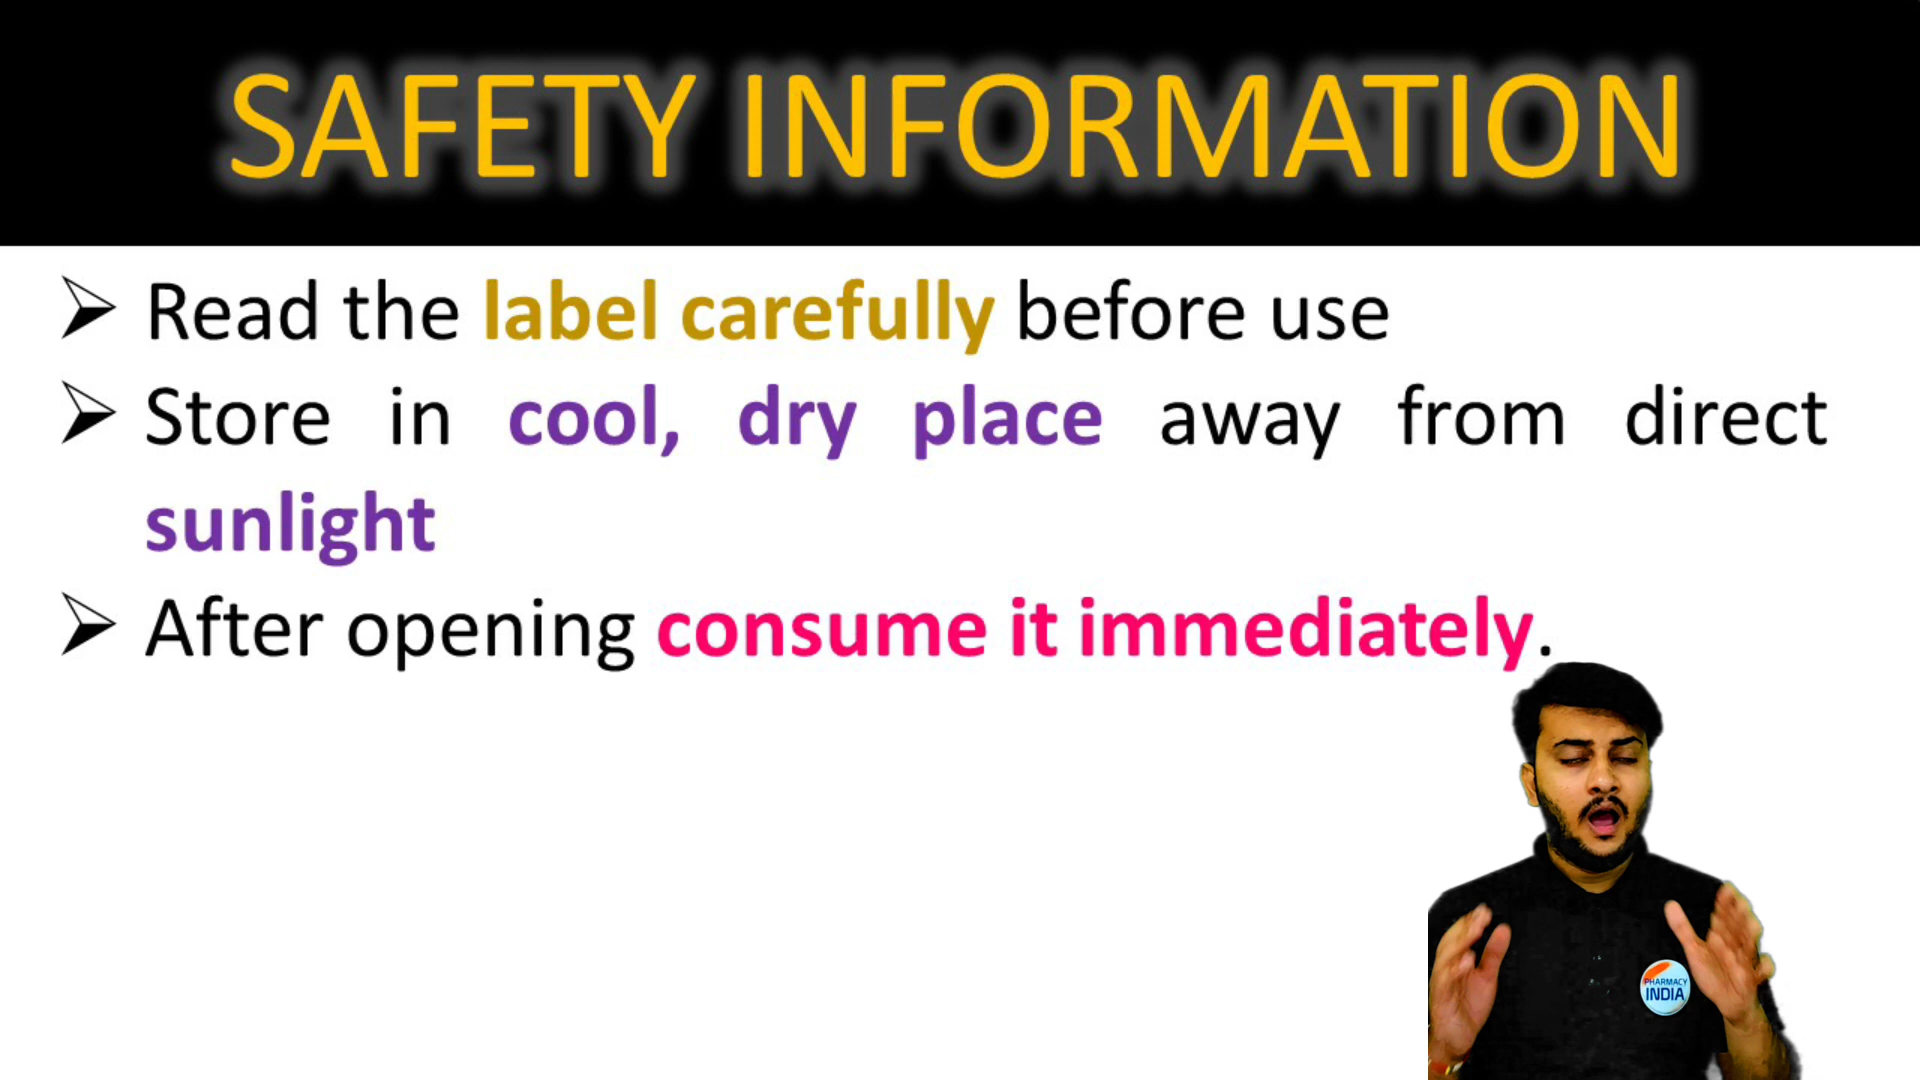 SAFETY INFORMATION
Read the label carefully before use
Store in cool, dry place away from direct
sunlight
After opening consume it immediately.
PHARMACY
INDIA